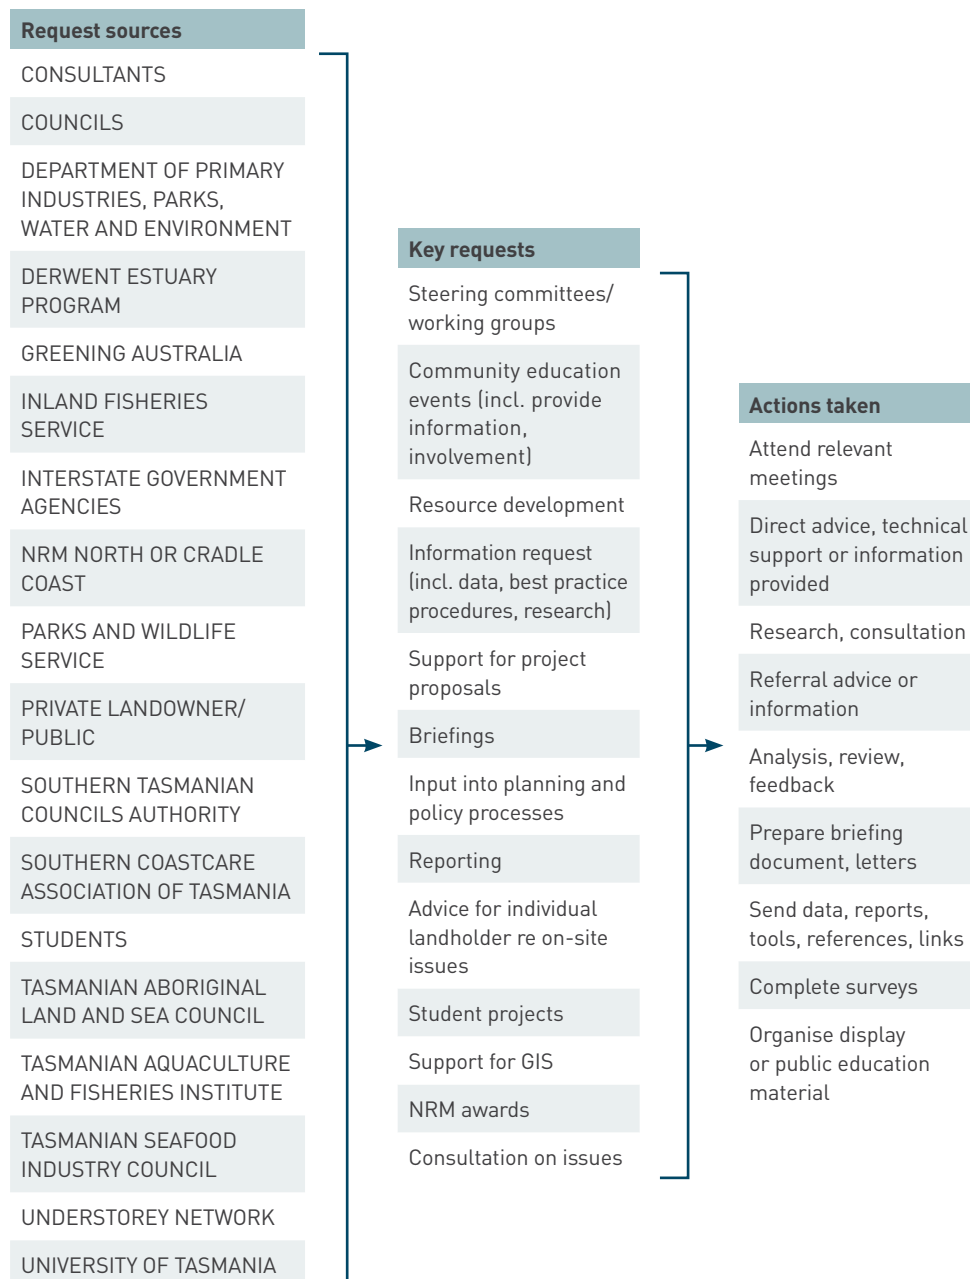 Request sources
CONSULTANTS
COUNCILS
DEPARTMENT OF PRIMARY
INDUSTRIES, PARKS,
WATER AND ENVIRONMENT
DERWENT ESTUARY
PROGRAM
GREENING AUSTRALIA
INLAND FISHERIES
SERVICE
INTERSTATE GOVERNMENT
AGENCIES
NRM NORTH OR CRADLE
COAST
PARKS AND WILDLIFE
SERVICE
PRIVATE LANDOWNER/
PUBLIC
SOUTHERN TASMANIAN
COUNCILS AUTHORITY
SOUTHERN COASTCARE
ASSOCIATION OF TASMANIA
STUDENTS
TASMANIAN ABORIGINAL
LAND AND SEA COUNCIL
TASMANIAN AQUACULTURE
AND FISHERIES INSTITUTE
TASMANIAN SEAFOOD
INDUSTRY COUNCIL
UNDERSTOREY NETWORK
UNIVERSITY OF TASMANIA
Key requests
Steering committees/
working groups
Community education
events (incl. provide
information,
involvement)
Resource development
Information request
(incl. data, best practice
procedures, research)
Support for project
proposals
Briefings
Input into planning and
policy processes
Reporting
Advice for individual
landholder re on-site
issues
Student projects
Support for GIS
NRM awards
Consultation on issues
Actions taken
Attend relevant
meetings
Direct advice, technical
support or information
provided
Research, consultation
Referral advice or
information
Analysis, review,
feedback
Prepare briefing
document, letters
Send data, reports,
tools, references, links
Complete surveys
Organise display
or public education
material